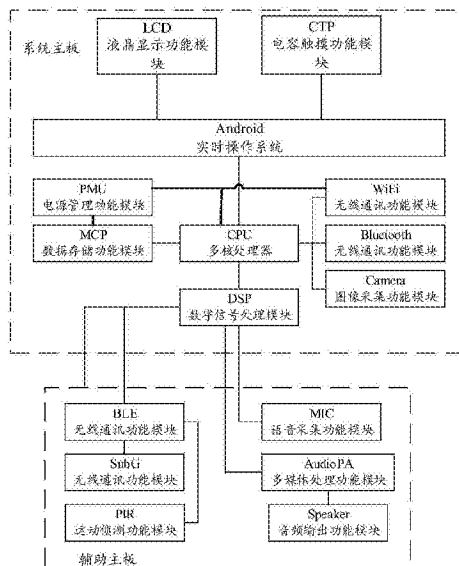 系统主板
LCD
液晶显示功能模
块
CTP
电容触摸功能模
块
Android
实时操作系统
PMU
电源管理功能模块
WiFi
无线通讯功能模块
MCP
数据存储功能模块
CPU
多核处理器
Bluctooth
无线通讯功能模块
Camera
图像采集功能模块
DSP
数学信号处理模块
BLE
无线通讯功能模块
MIC
语音采集功能模块
SubG
无线通讯功能模块
AudioPA
多媒体处理功能模块
PIR
运动侦测功能模块
Speaker
音频输出功能模块
辅助主板